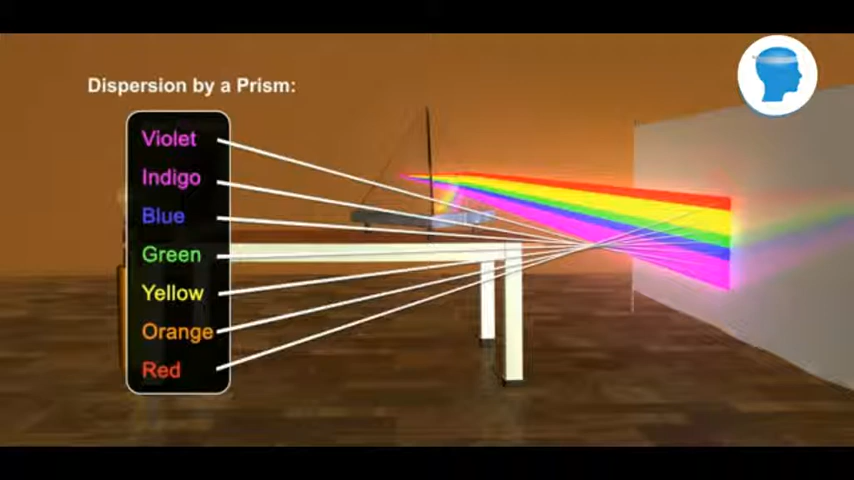 Dispersion by a Prism:
Violet
Indigo
Blue
Green
Yellow
Orange
Red